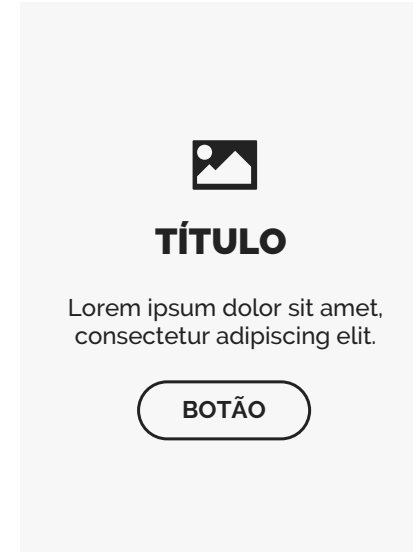 TÍTULO
Lorem ipsum dolor sit amet,
consectetur adipiscing elit.
BOTÃO